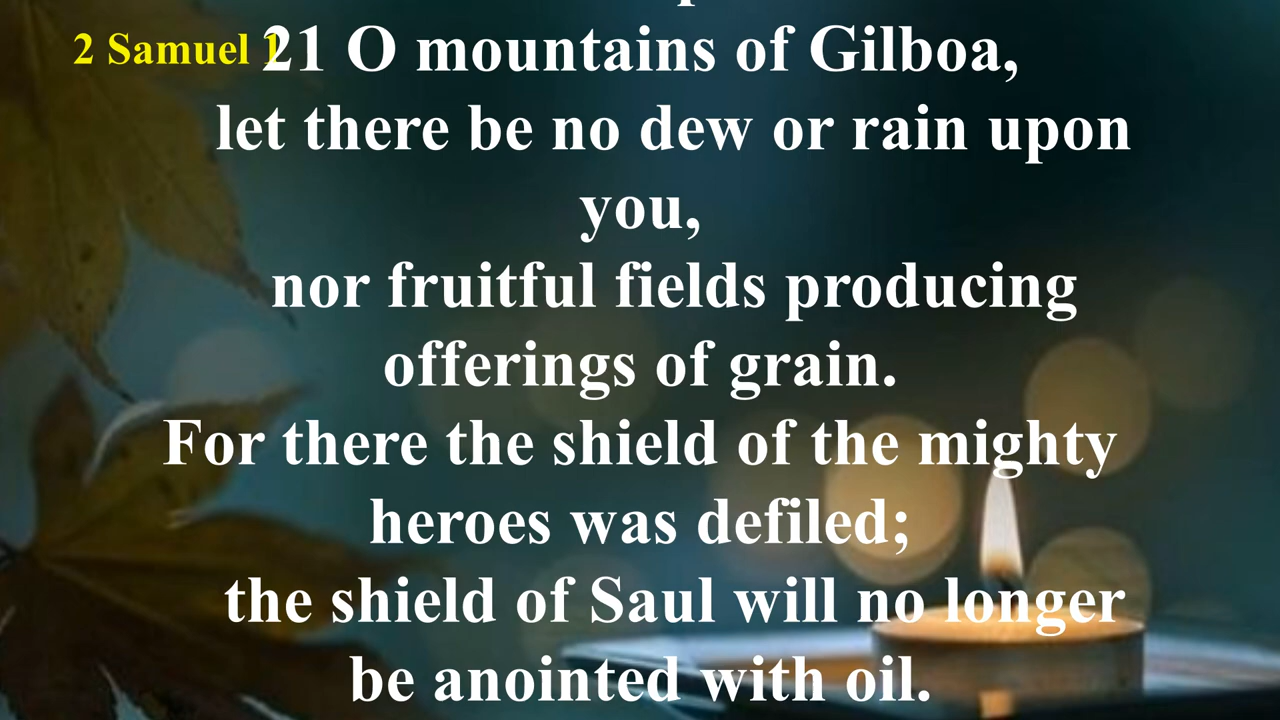 2 Samuel 1
21 O mountains of Gilboa,
let there be no dew or rain upon
you,
nor fruitful fields producing
offerings of grain.
For there the shield of the mighty
heroes was defiled;
the shield of Saul will no longer
be anointed with oil.